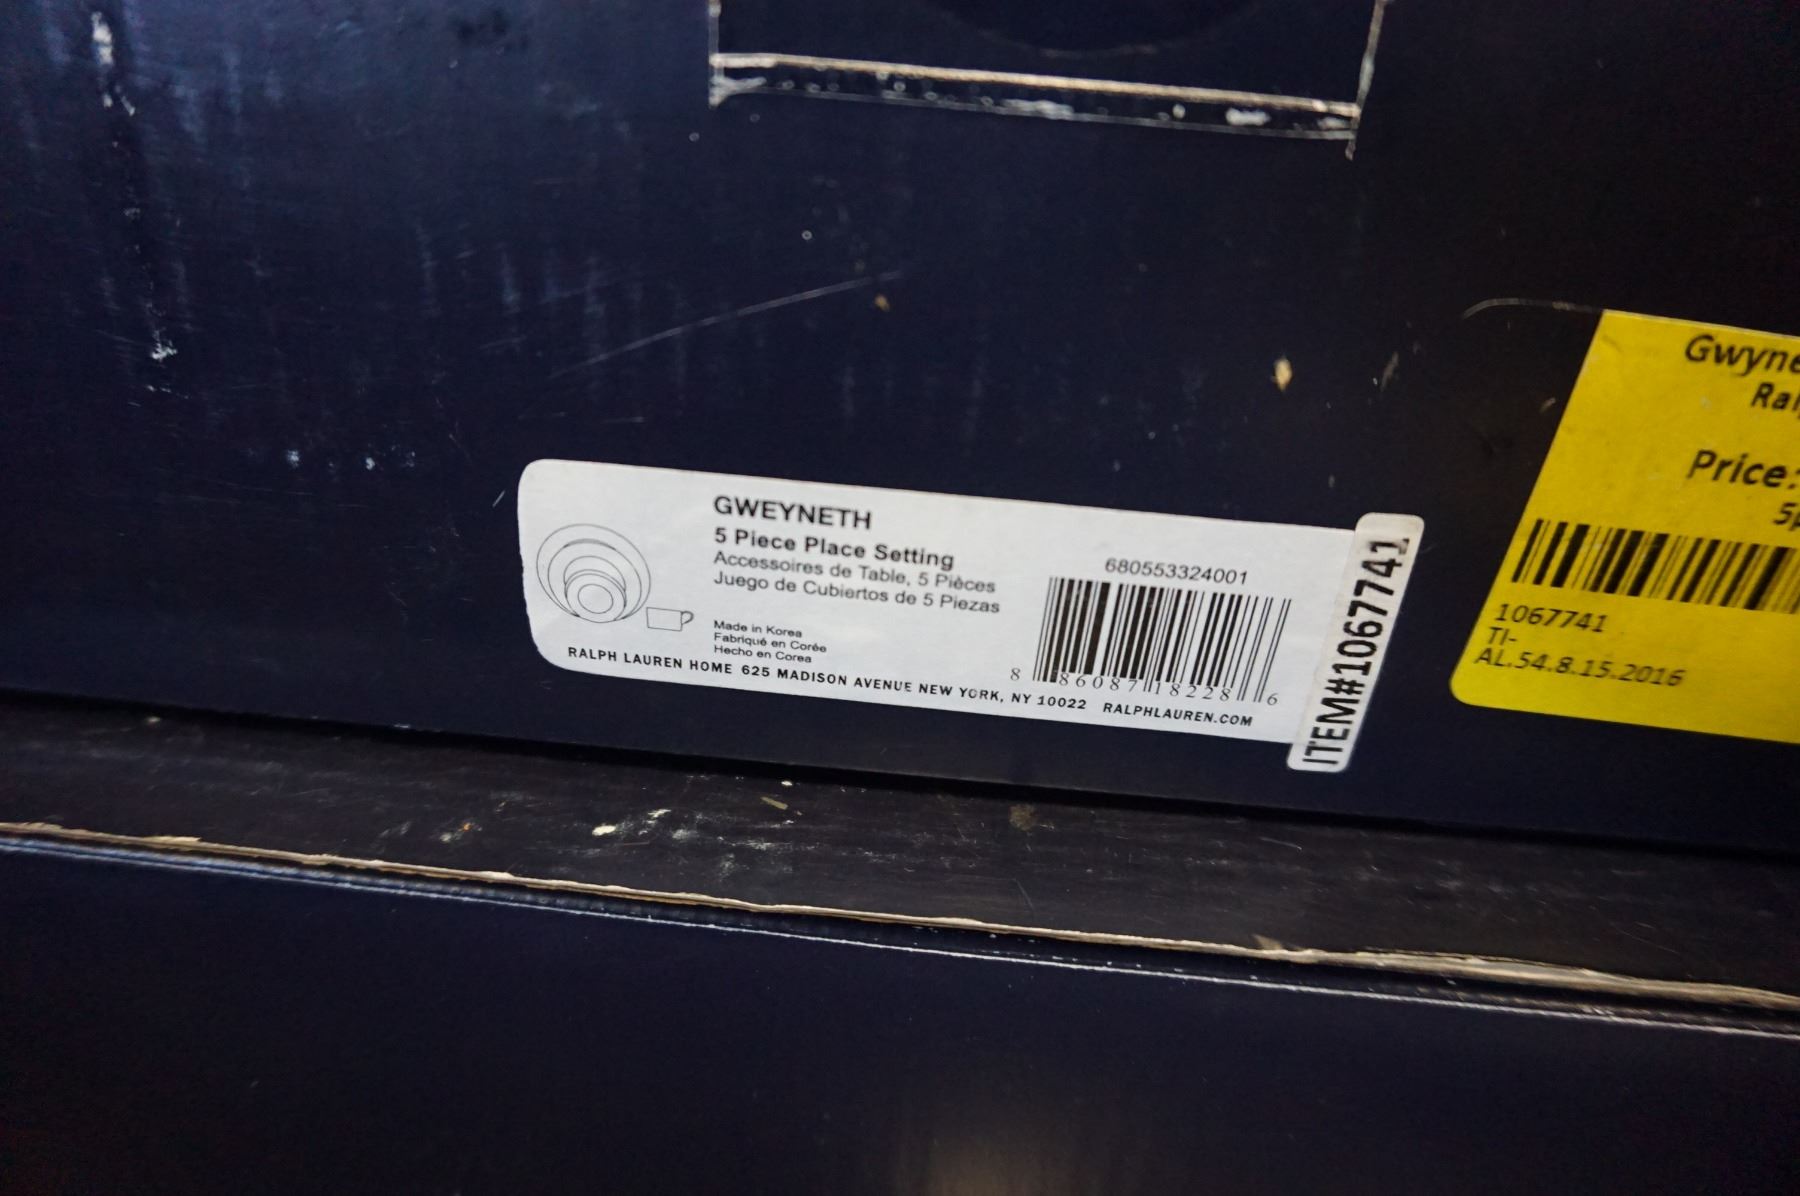 GWEYNETH
5 Piece Place Setting
Accessoires de Table, 5 Pièces
Juego de Cubiertos de 5 Piezas
Made in Korea
Fabriqué en Corée
Hecho en Corea
RALPH LAUREN HOME 625 MADISON AVENUE NEW YORK, NY 10022 RALPHLAUREN.COM
680553324001
8 86087 18228 6
ITEM#1067741
Gwyne
Ral
Price:
5p
1067741
TI-
AL.54.8.15.2016